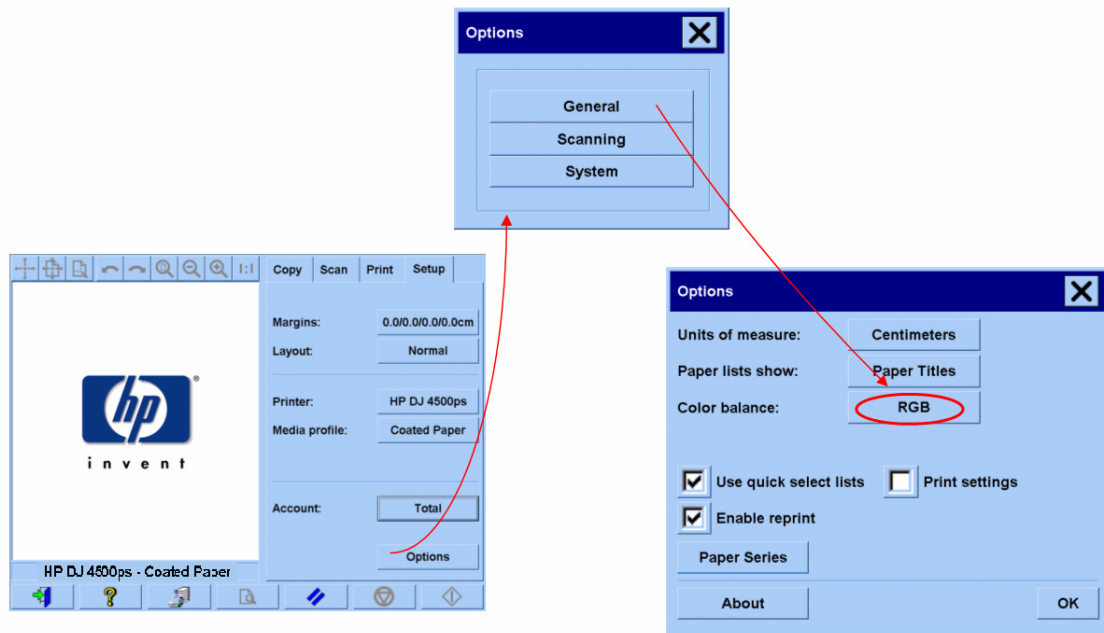 Options
General
Scanning
System
1:1
Copy Scan Print Setup
Margins: 0.0/0.0/0.0/0.0cm
Layout: Normal
Printer: HP DJ 4500ps
Media profile: Coated Paper
Account: Total
Options
hp
®
invent
HP DJ 4500ps - Coated Paper
Options
Units of measure: Centimeters
Paper lists show: Paper Titles
Color balance: RGB
Use quick select lists Print settings
Enable reprint
Paper Series
About OK